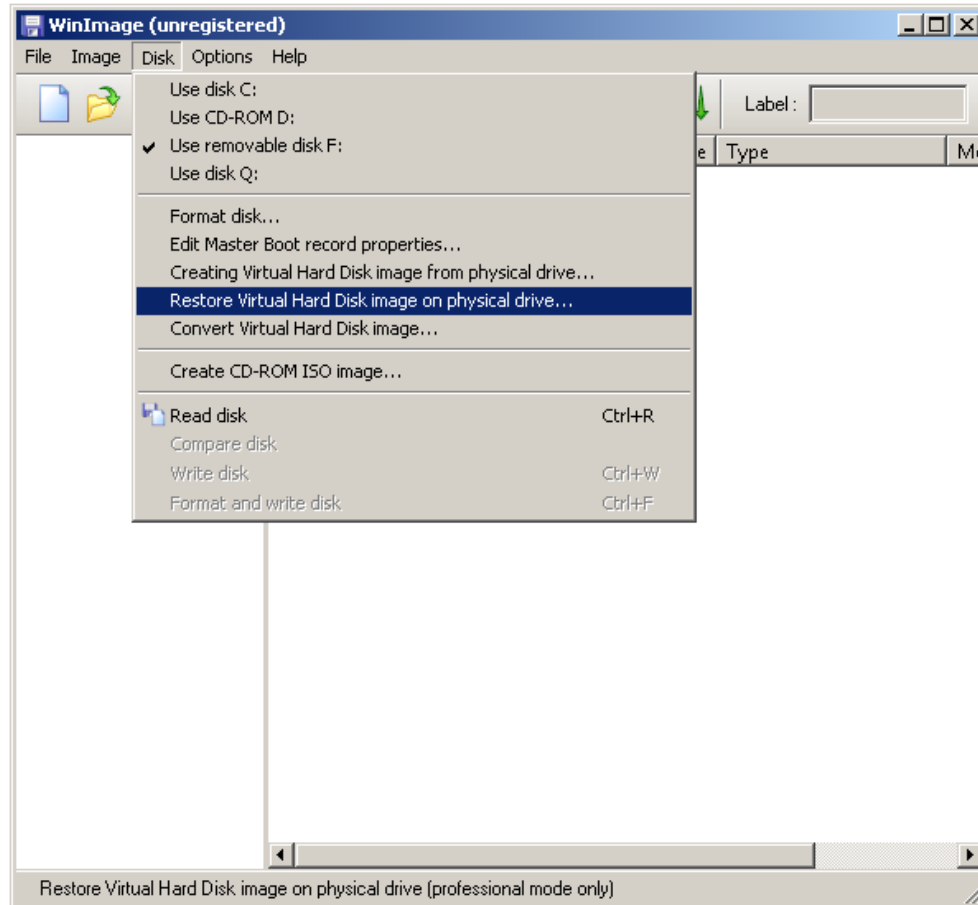 WinImage (unregistered)
File Image Disk Options Help
Label :
Use disk C:
Use CD-ROM D:
Use removable disk F:
Use disk Q:
e Type
Format disk...
Edit Master Boot record properties...
Creating Virtual Hard Disk image from physical drive...
Restore Virtual Hard Disk image on physical drive...
Convert Virtual Hard Disk image...
Create CD-ROM ISO image...
Read disk Ctrl+R
Compare disk
Write disk Ctrl+W
Format and write disk Ctrl+F
Restore Virtual Hard Disk image on physical drive (professional mode only)